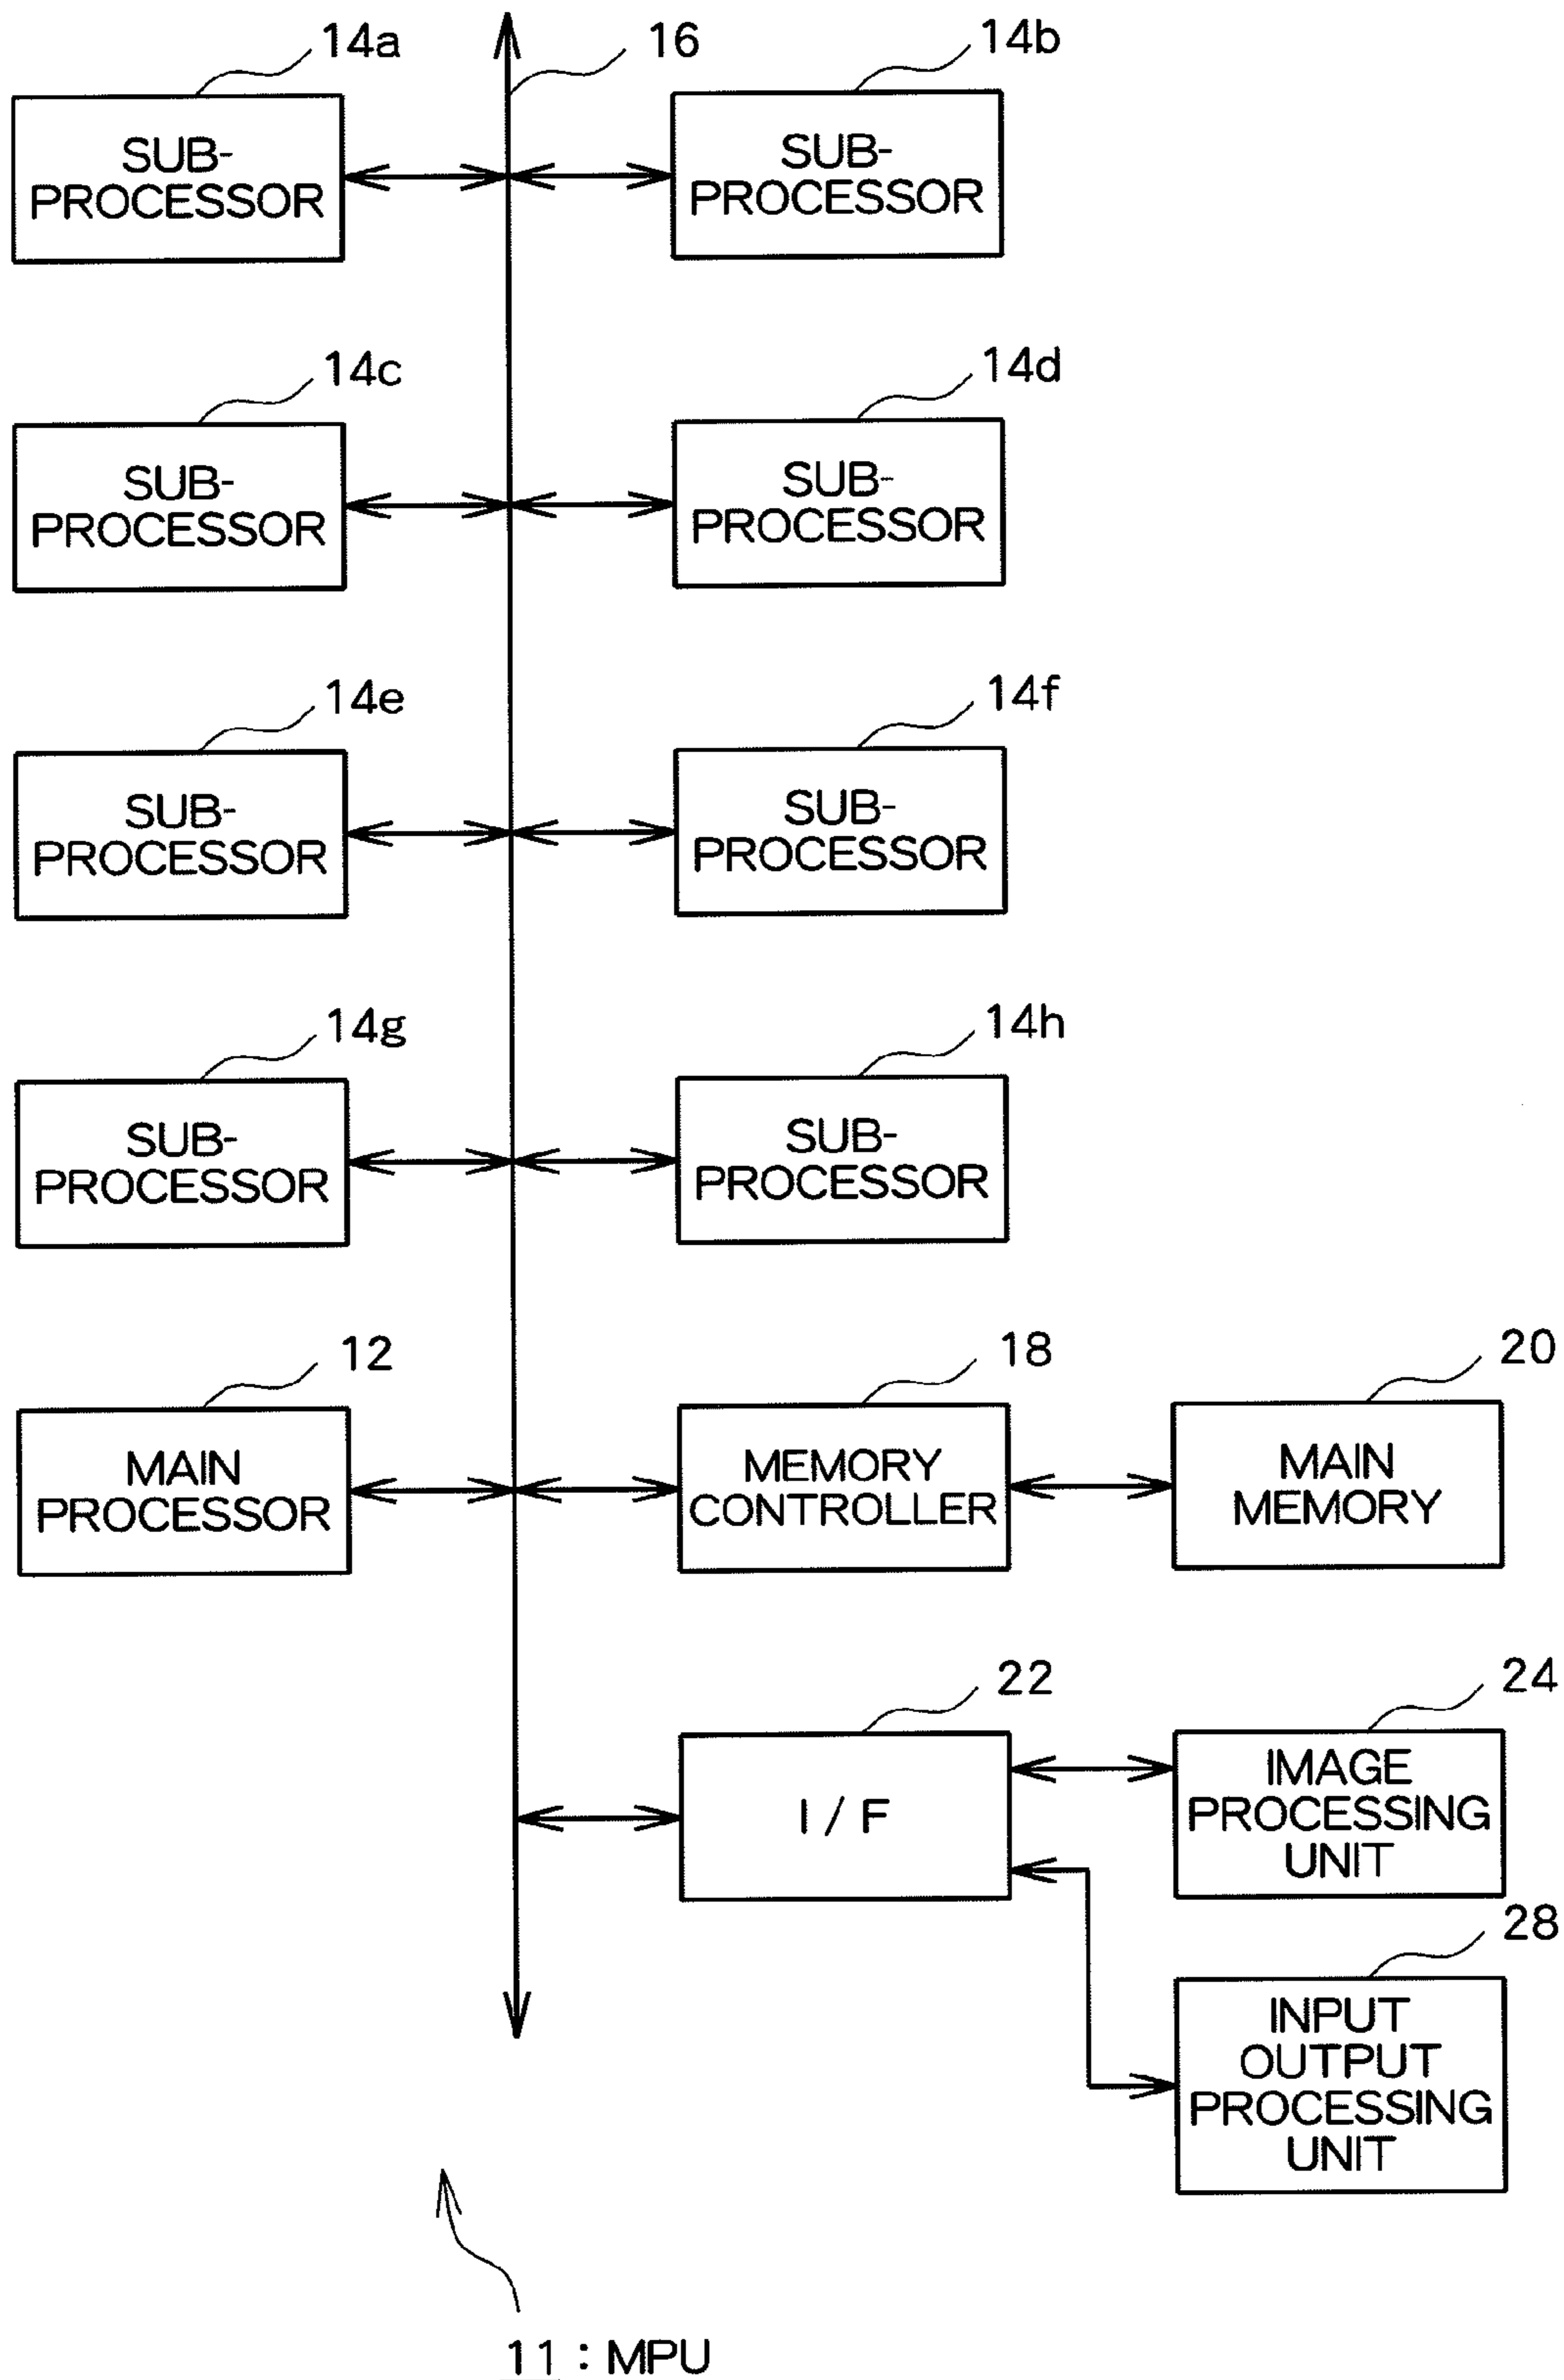 14a
16
14b
SUB-
PROCESSOR
SUB-
PROCESSOR
14c
14d
SUB-
PROCESSOR
SUB-
PROCESSOR
14e
14f
SUB-
PROCESSOR
SUB-
PROCESSOR
14g
14h
SUB-
PROCESSOR
SUB-
PROCESSOR
12
18
20
MAIN
PROCESSOR
MEMORY
CONTROLLER
MAIN
MEMORY
22
24
I / F
IMAGE
PROCESSING
UNIT
28
INPUT
OUTPUT
PROCESSING
UNIT
11 : MPU